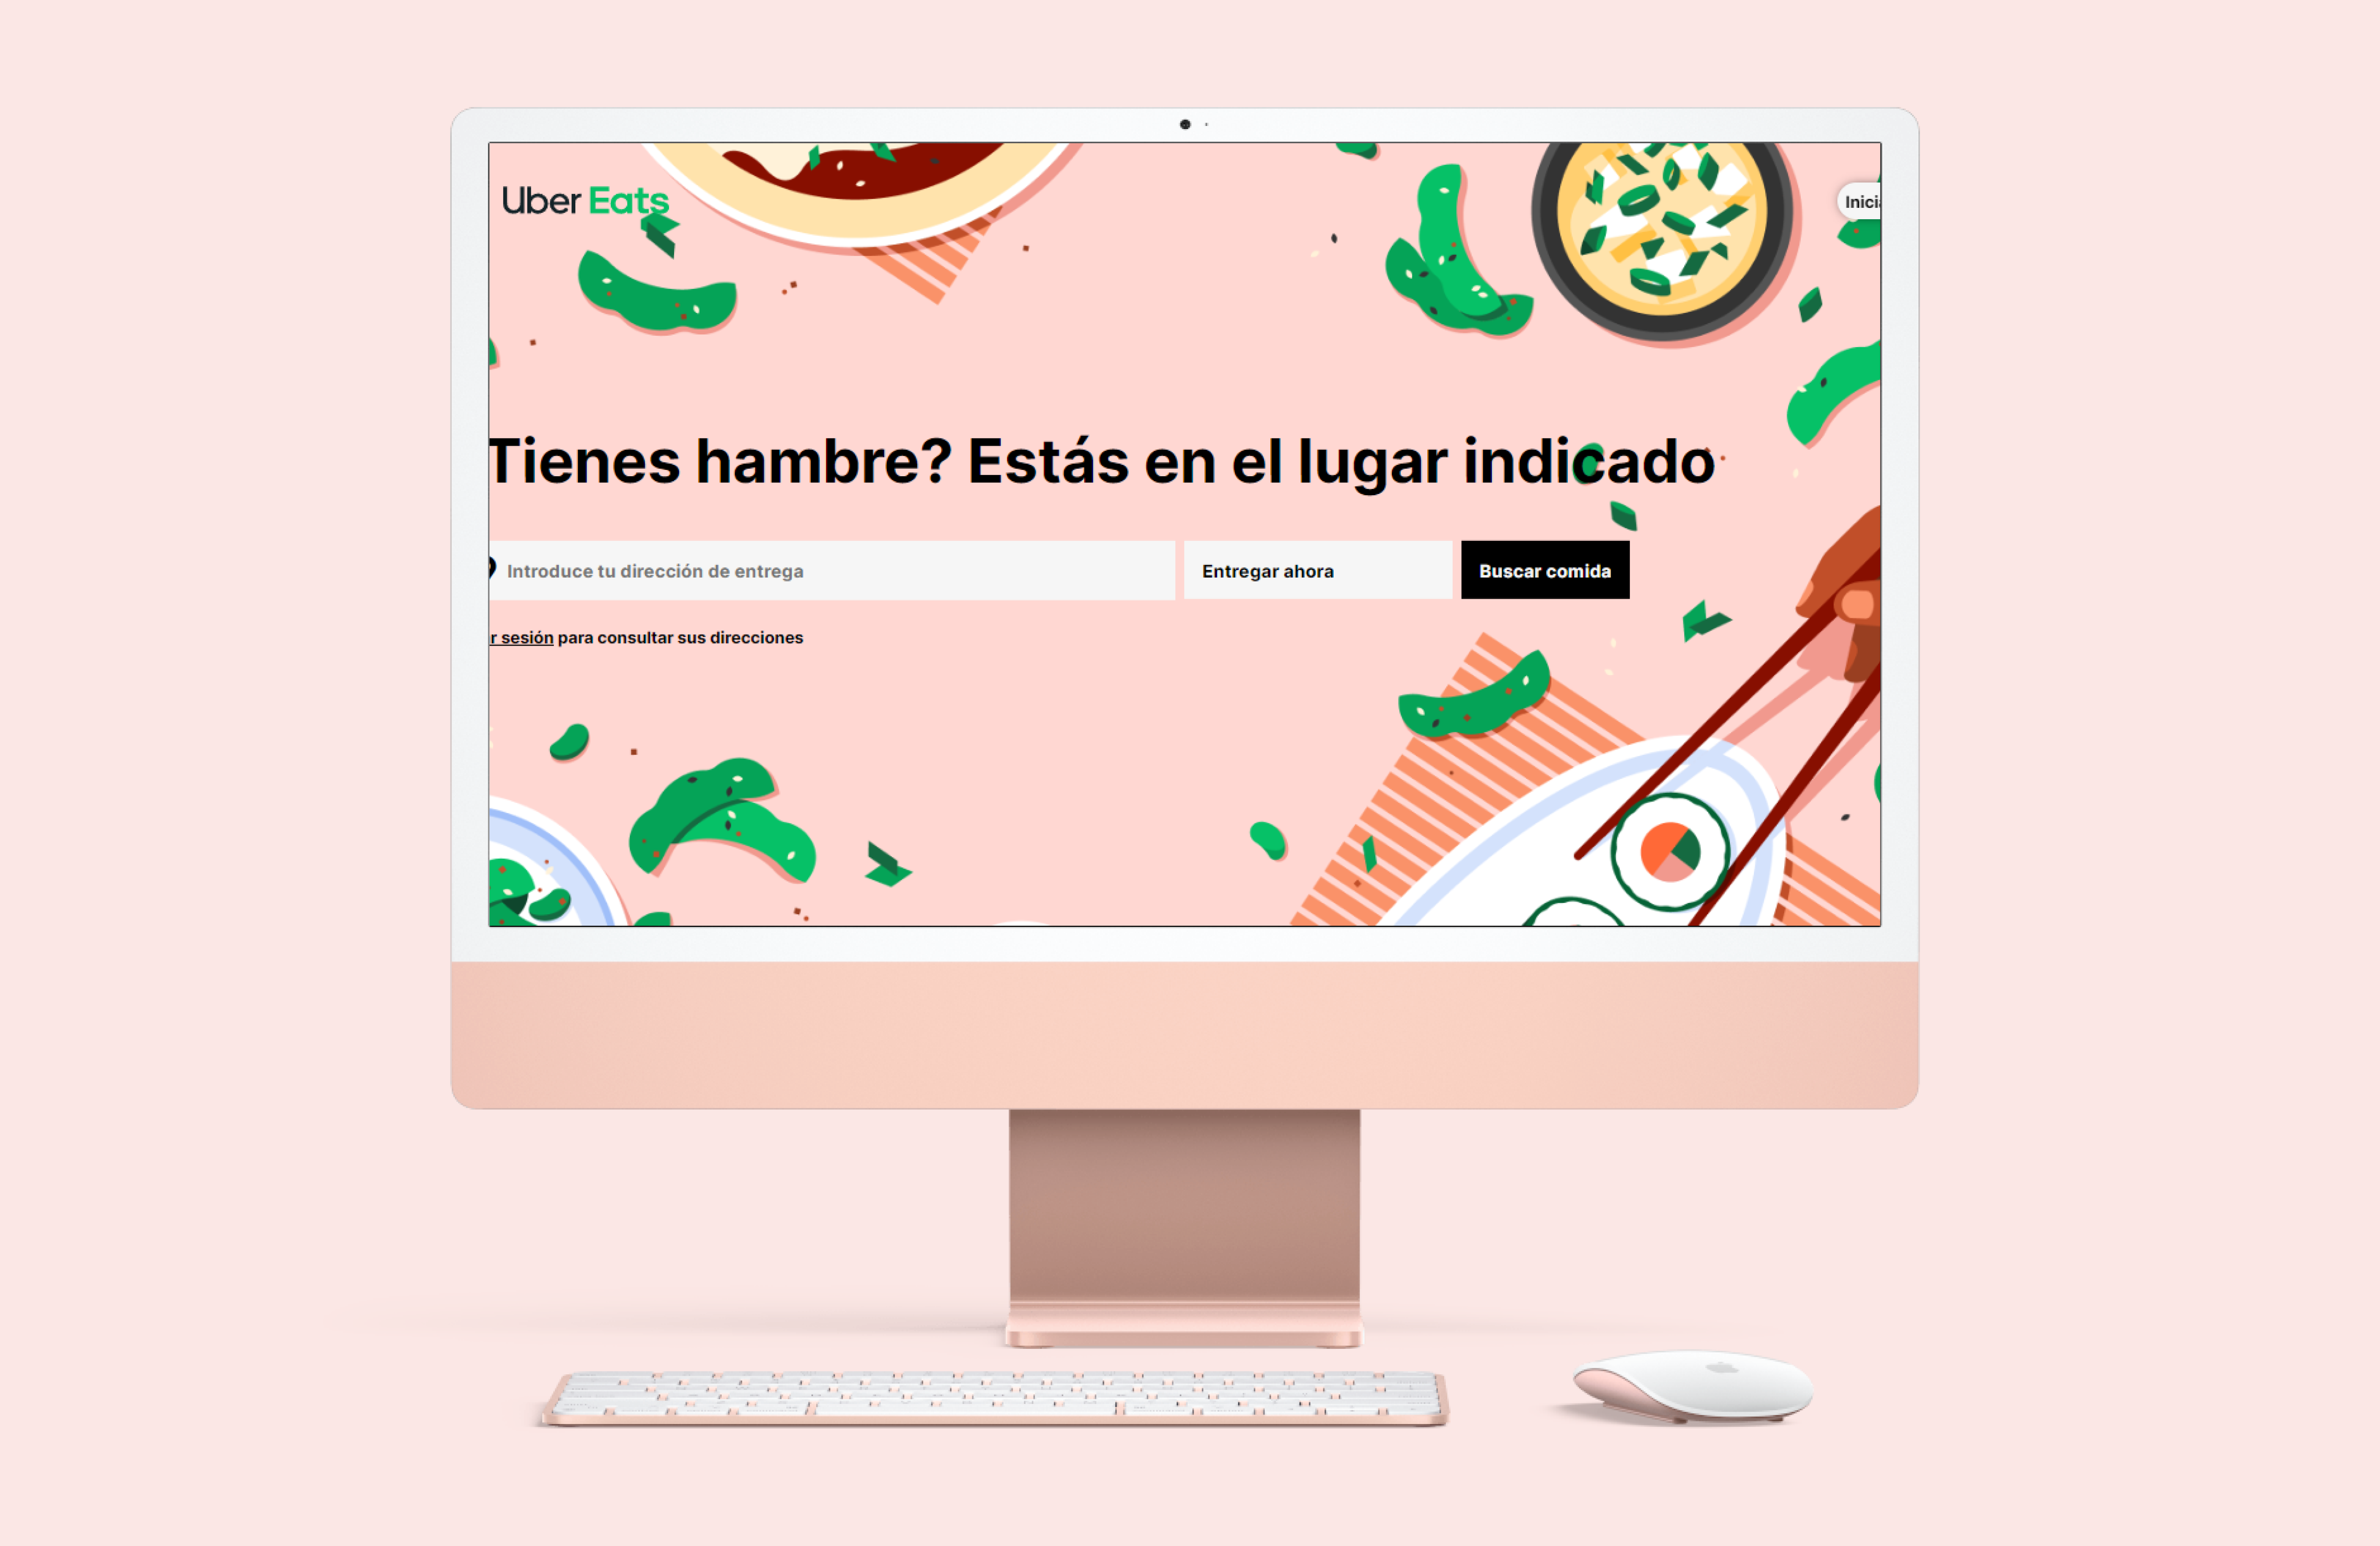 Uber Eats
Inici
Tienes hambre? Estás en el lugar indicado
Introduce tu dirección de entrega
Entregar ahora
Buscar comida
r sesión para consultar sus direcciones